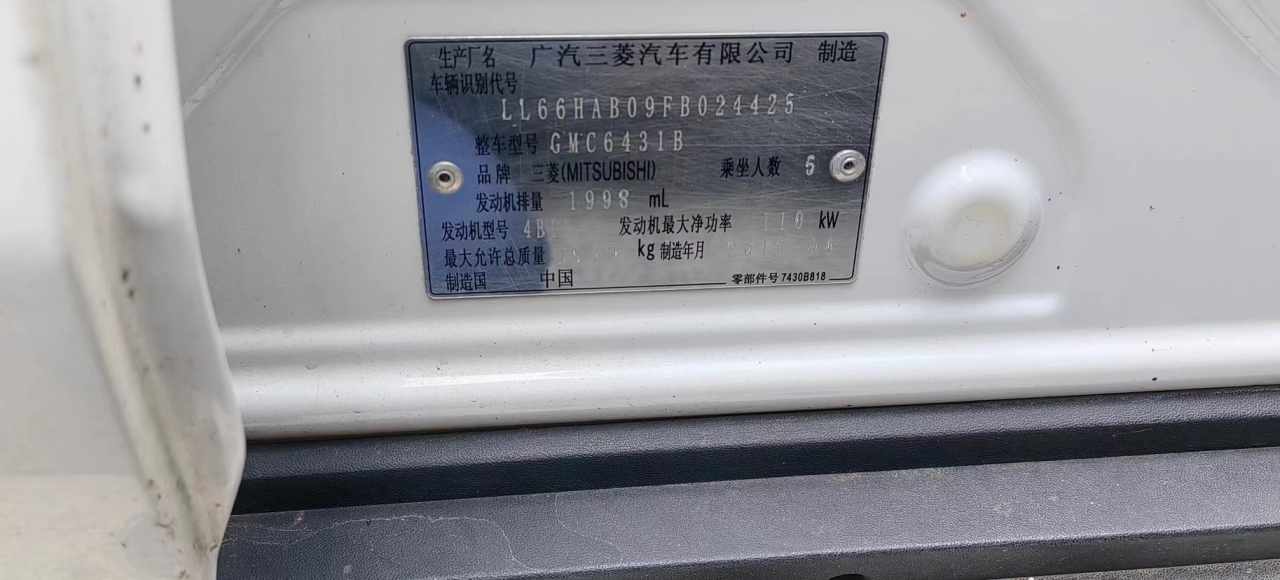 生产厂名 广汽三菱汽车有限公司 制造
车辆识别代号
LL66HAB09FB024425
整车型号 GMC6431B
品牌 三菱(MITSUBISHI) 乘坐人数 5
发动机排量 1998 mL
发动机型号 发动机最大净功率 110 kW
最大允许总质量 kg 制造年月
制造国 中国 零部件号 7430B818